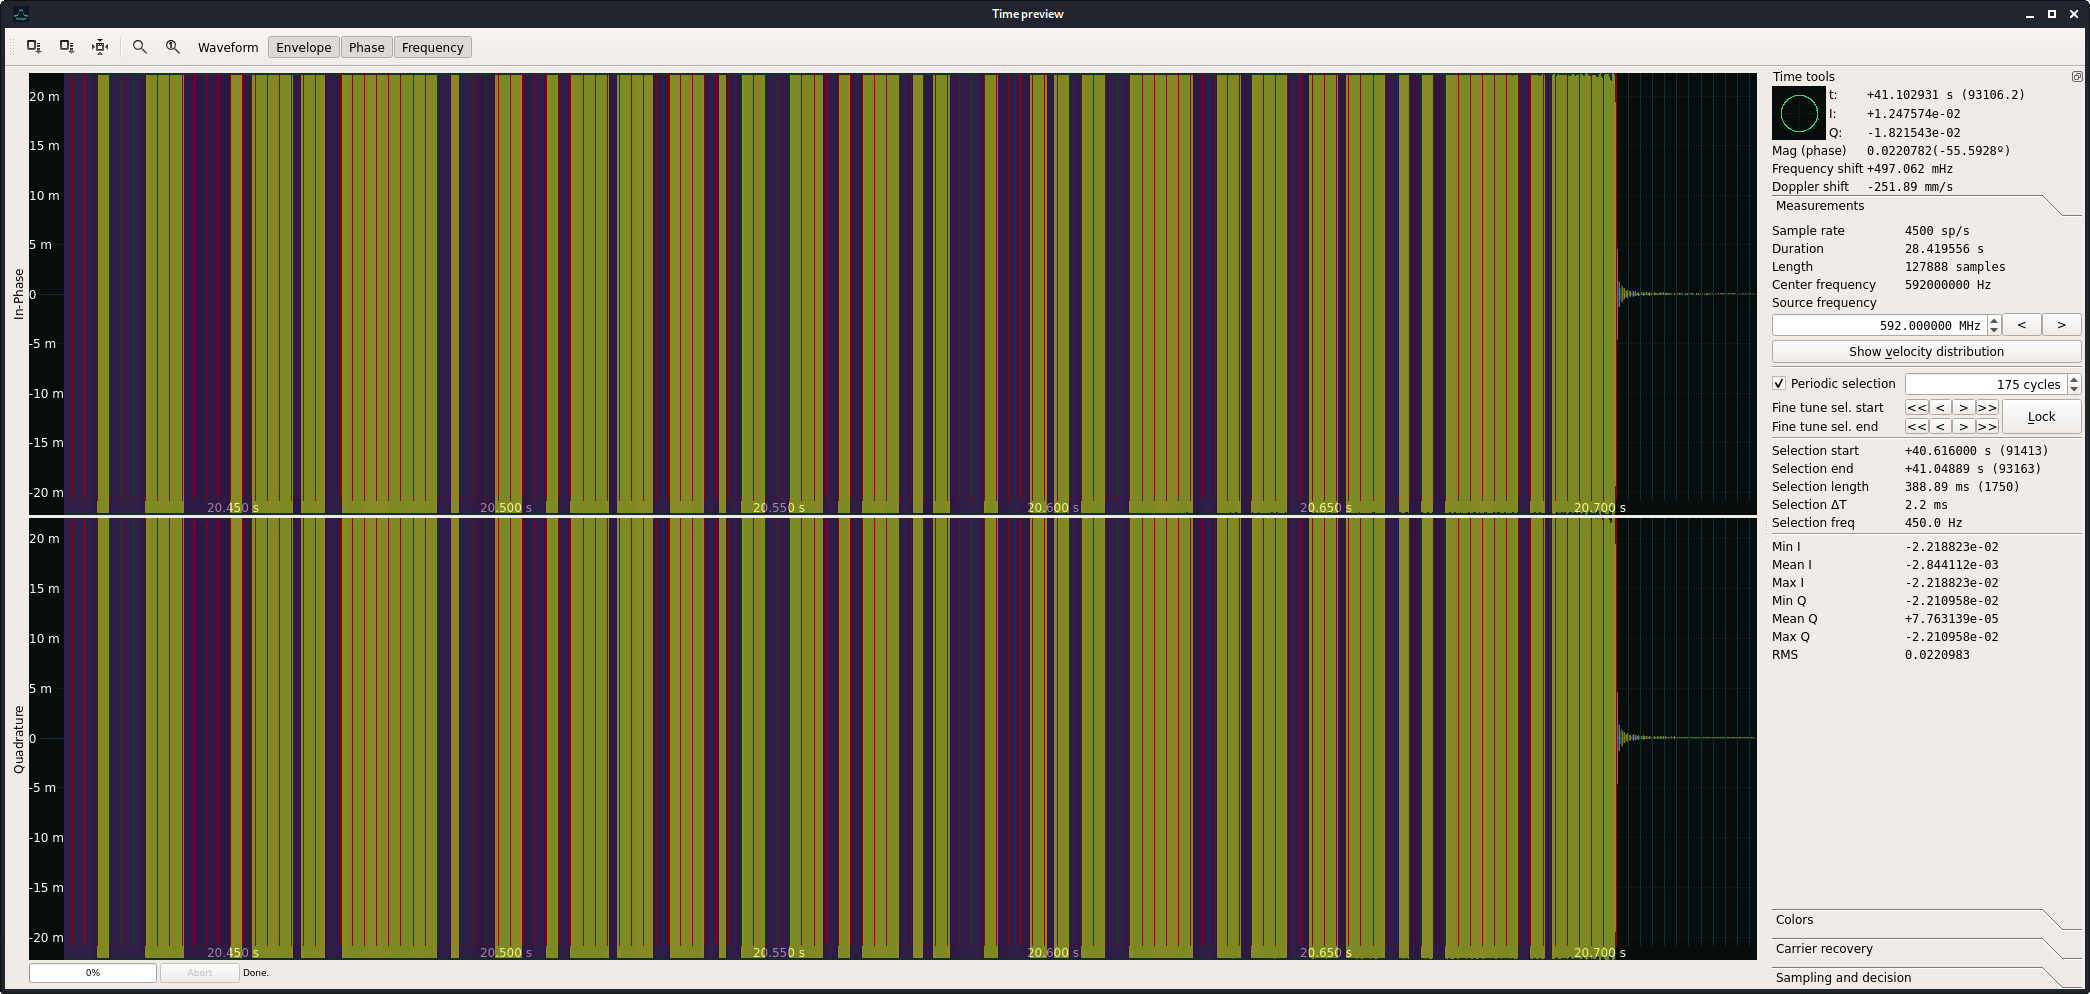 Time preview
Waveform Envelope Phase Frequency
20 m
15 m
10 m
5 m
0
-5 m
-10 m
-15 m
-20 m
In-Phase
20.450 s 20.500 s 20.550 s 20.600 s 20.650 s 20.700 s
20 m
15 m
10 m
5 m
0
-5 m
-10 m
-15 m
-20 m
Quadrature
20.450 s 20.500 s 20.550 s 20.600 s 20.650 s 20.700 s
0% Abort Done.
Time tools
t: +41.102931 s (93106.2)
I: +1.247574e-02
Q: -1.821543e-02
Mag (phase) 0.0220782(-55.5928º)
Frequency shift +497.062 mHz
Doppler shift -251.89 mm/s
Measurements
Sample rate 4500 sp/s
Duration 28.419556 s
Length 127888 samples
Center frequency 592000000 Hz
Source frequency
592.000000 MHz < >
Show velocity distribution
Periodic selection 175 cycles
Fine tune sel. start << < > >>
Lock
Fine tune sel. end << < > >>
Selection start +40.616000 s (91413)
Selection end +41.04889 s (93163)
Selection length 388.89 ms (1750)
Selection ΔT 2.2 ms
Selection freq 450.0 Hz
Min I -2.218823e-02
Mean I -2.844112e-03
Max I -2.218823e-02
Min Q -2.210958e-02
Mean Q +7.763139e-05
Max Q -2.210958e-02
RMS 0.0220983
Colors
Carrier recovery
Sampling and decision